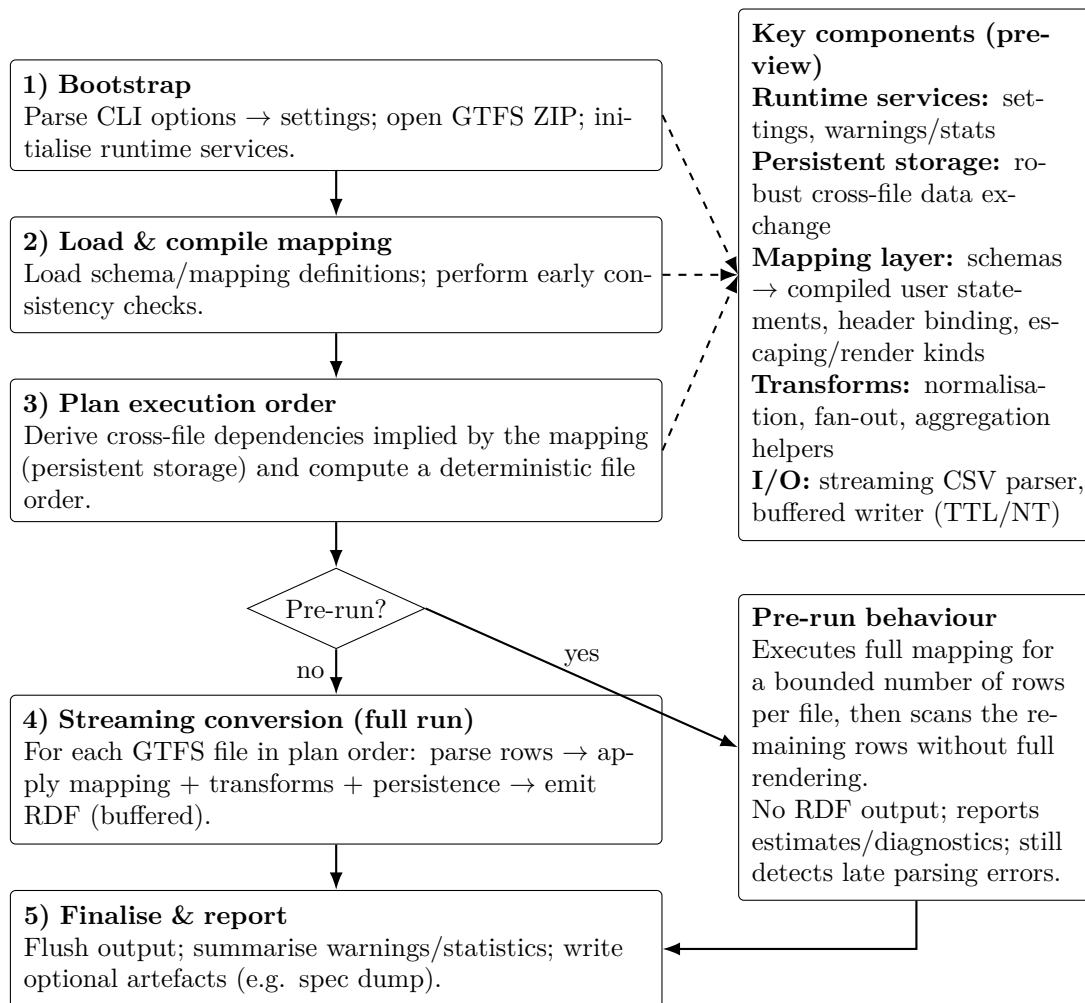 1) Bootstrap
Parse CLI options → settings; open GTFS ZIP; ini-
tialise runtime services.
2) Load & compile mapping
Load schema/mapping definitions; perform early con-
sistency checks.
3) Plan execution order
Derive cross-file dependencies implied by the mapping
(persistent storage) and compute a deterministic file
order.
Pre-run?
no
yes
4) Streaming conversion (full run)
For each GTFS file in plan order: parse rows → ap-
ply mapping + transforms + persistence → emit
RDF (buffered).
5) Finalise & report
Flush output; summarise warnings/statistics; write
optional artefacts (e.g. spec dump).
Key components (pre-
view)
Runtime services: set-
tings, warnings/stats
Persistent storage: ro-
bust cross-file data ex-
change
Mapping layer: schemas
→ compiled user state-
ments, header binding, es-
caping/render kinds
Transforms: normalisa-
tion, fan-out, aggregation
helpers
I/O: streaming CSV parser,
buffered writer (TTL/NT)
Pre-run behaviour
Executes full mapping for
a bounded number of rows
per file, then scans the re-
maining rows without full
rendering.
No RDF output; reports
estimates/diagnostics; still
detects late parsing errors.